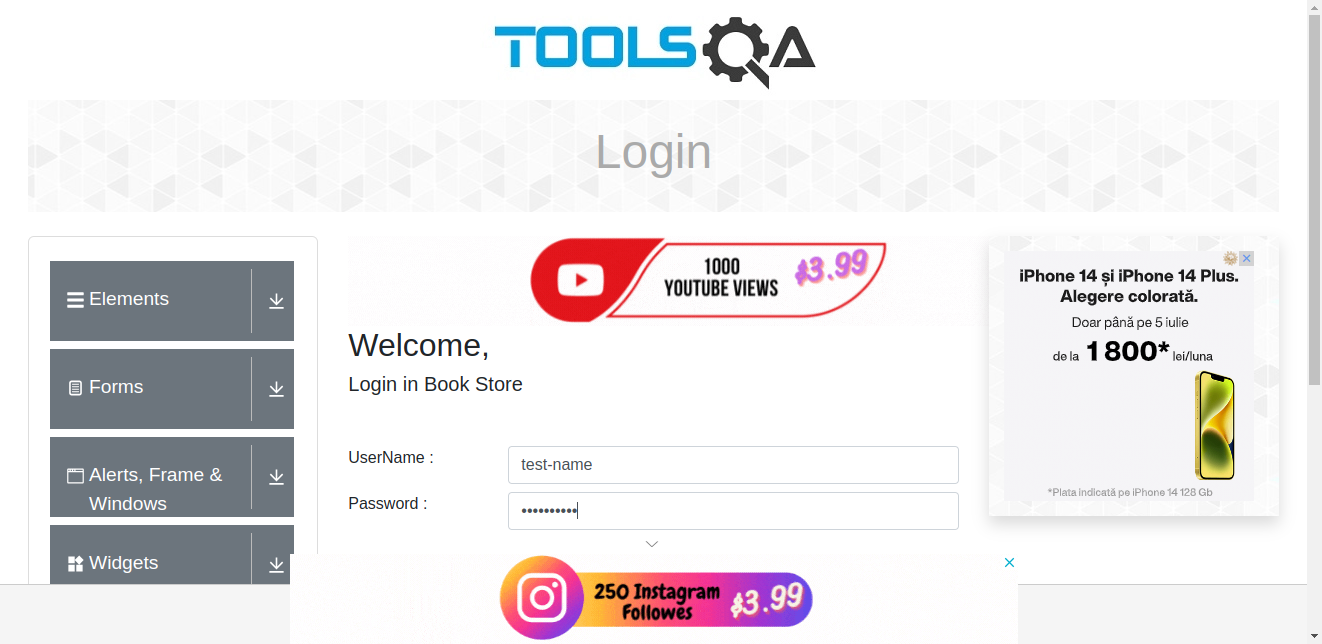 TOOLSQA
Login
Elements
Forms
Alerts, Frame &
Windows
Widgets
1000
YOUTUBE VIEWS
$3.99
Welcome,
Login in Book Store
UserName :
test-name
Password :
••••••••••
iPhone 14 și iPhone 14 Plus.
Alegere colorată.
Doar până pe 5 iulie
de la 1 800* lei/luna
*Plata indicată pe iPhone 14 128 Gb
250 Instagram
Followes
$3.99